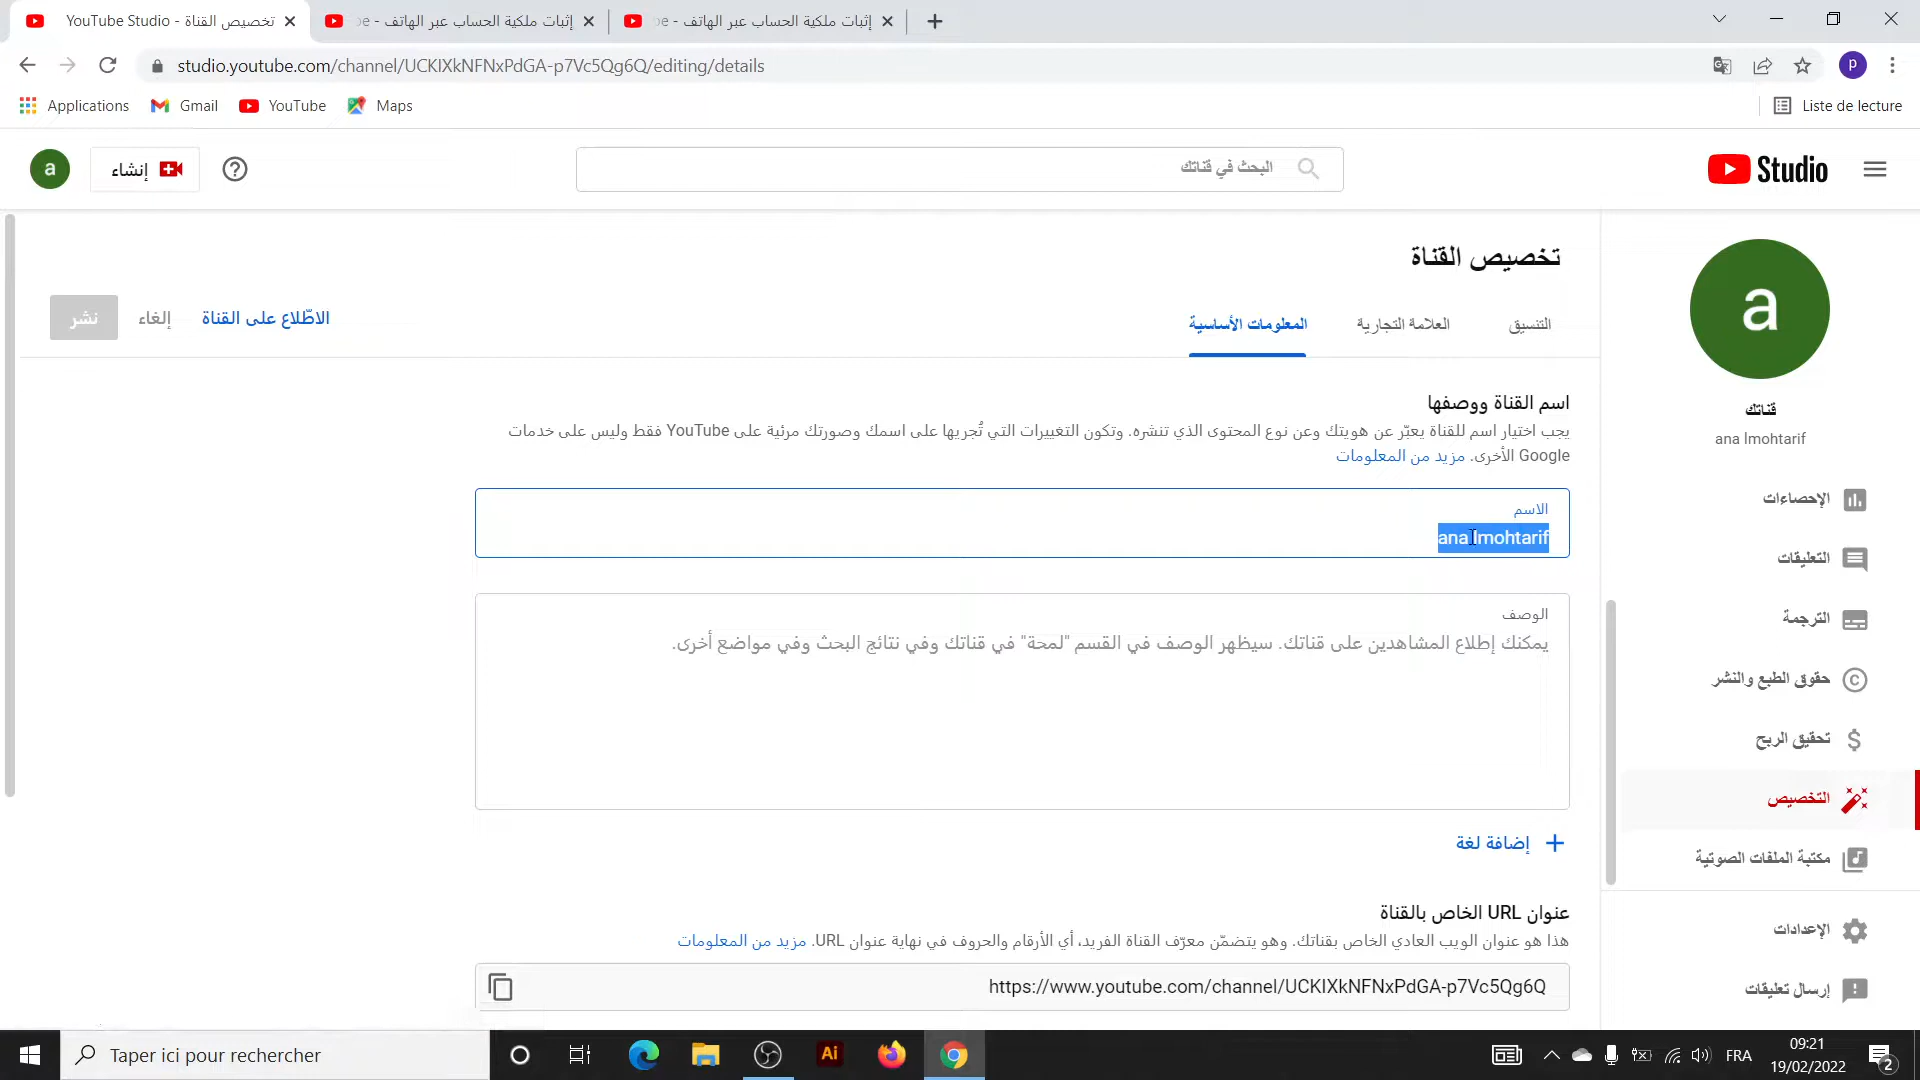 YouTube Studio - تخصيص القناة
إثبات ملكية الحساب عبر الهاتف -
إثبات ملكية الحساب عبر الهاتف -
studio.youtube.com/channel/UCKIXkNFNxPdGA-p7Vc5Qg6Q/editing/details
P
Applications
Gmail
YouTube
Maps
Liste de lecture
Studio
البحث في قناتك
إنشاء
a
تخصيص القناة
التنسيق
العلامة التجارية
المعلومات الأساسية
الاطّلاع على القناة
إلغاء
نشر
اسم القناة ووصفها
يجب اختيار اسم للقناة يعبّر عن هويتك وعن نوع المحتوى الذي تنشره. وتكون التغييرات التي تُجريها على اسمك وصورتك مرئية على YouTube فقط وليس على خدمات
Google الأخرى. مزيد من المعلومات
الاسم
ana lmohtarif
الوصف
يمكنك إطلاع المشاهدين على قناتك. سيظهر الوصف في القسم "لمحة" في قناتك وفي نتائج البحث وفي مواضع أخرى.
إضافة لغة
عنوان URL الخاص بالقناة
هذا هو عنوان الويب العادي الخاص بقناتك. وهو يتضمّن معرّف القناة الفريد، أي الأرقام والحروف في نهاية عنوان URL. مزيد من المعلومات
https://www.youtube.com/channel/UCKIXkNFNxPdGA-p7Vc5Qg6Q
a
قناتك
ana lmohtarif
الإحصاءات
التعليقات
الترجمة
حقوق الطبع والنشر
تحقيق الربح
التخصيص
مكتبة الملفات الصوتية
الإعدادات
إرسال تعليقات
Taper ici pour rechercher
Ai
FRA
09:21
19/02/2022
2